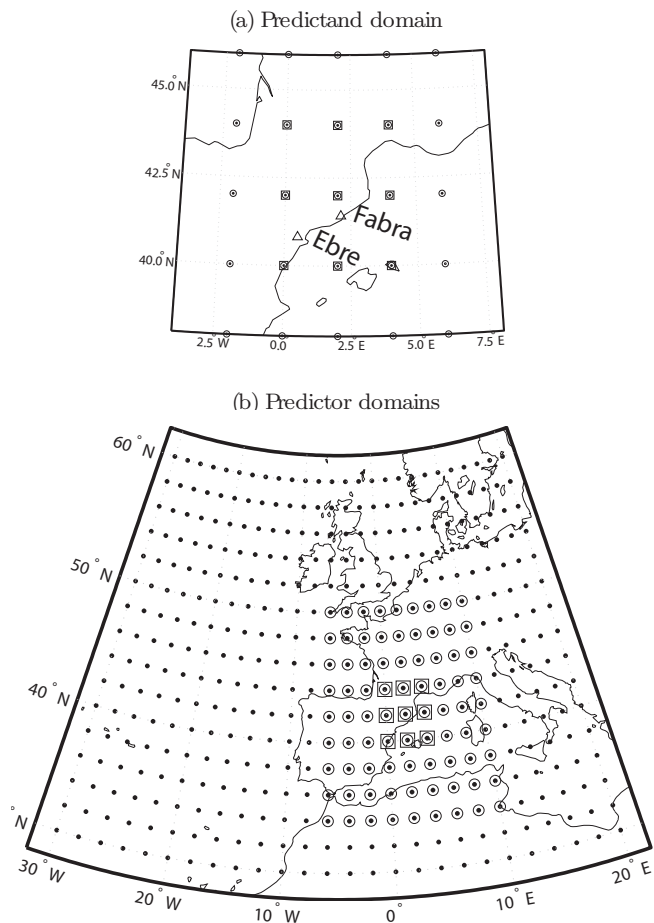 (a) Predictand domain
45.0° N
42.5° N
40.0° N
Fabra
Ebre
2.5 ° W
0.0 °
2.5 ° E
5.0 ° E
7.5 ° E
(b) Predictor domains
60 ° N
50 ° N
40 ° N
° N
30 ° W
20 ° W
10 ° W
0 °
10 ° E
20 ° E